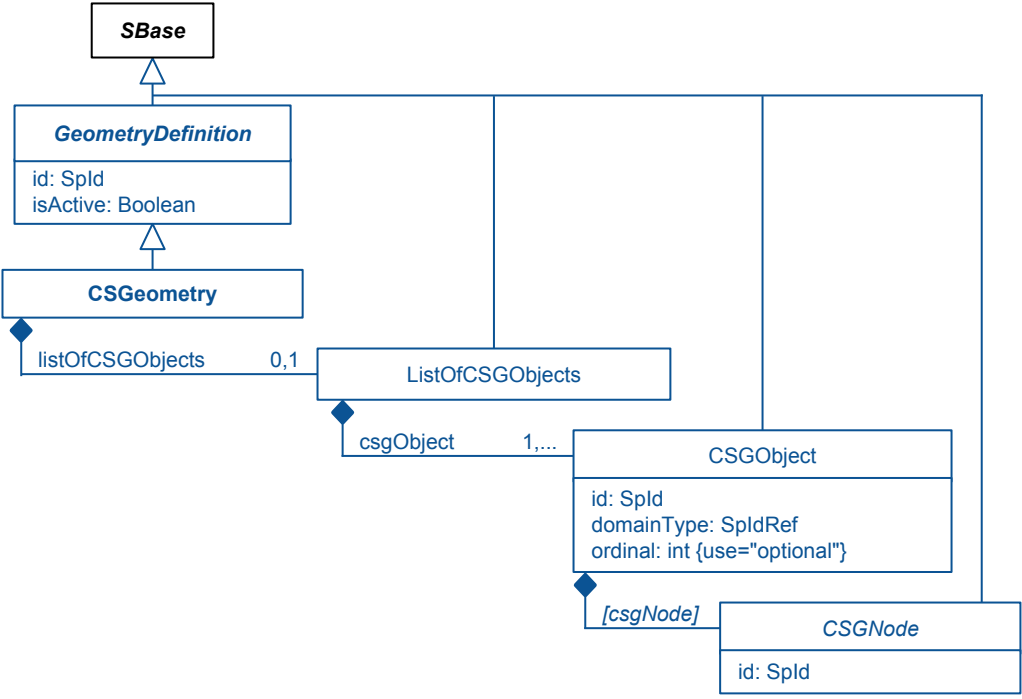 SBase
GeometryDefinition
id: SpId
isActive: Boolean
CSGeometry
listOfCSGObjects 0,1
ListOfCSGObjects
csgObject 1,...
CSGObject
id: SpId
domainType: SpIdRef
ordinal: int {use="optional"}
[csgNode]
CSGNode
id: SpId